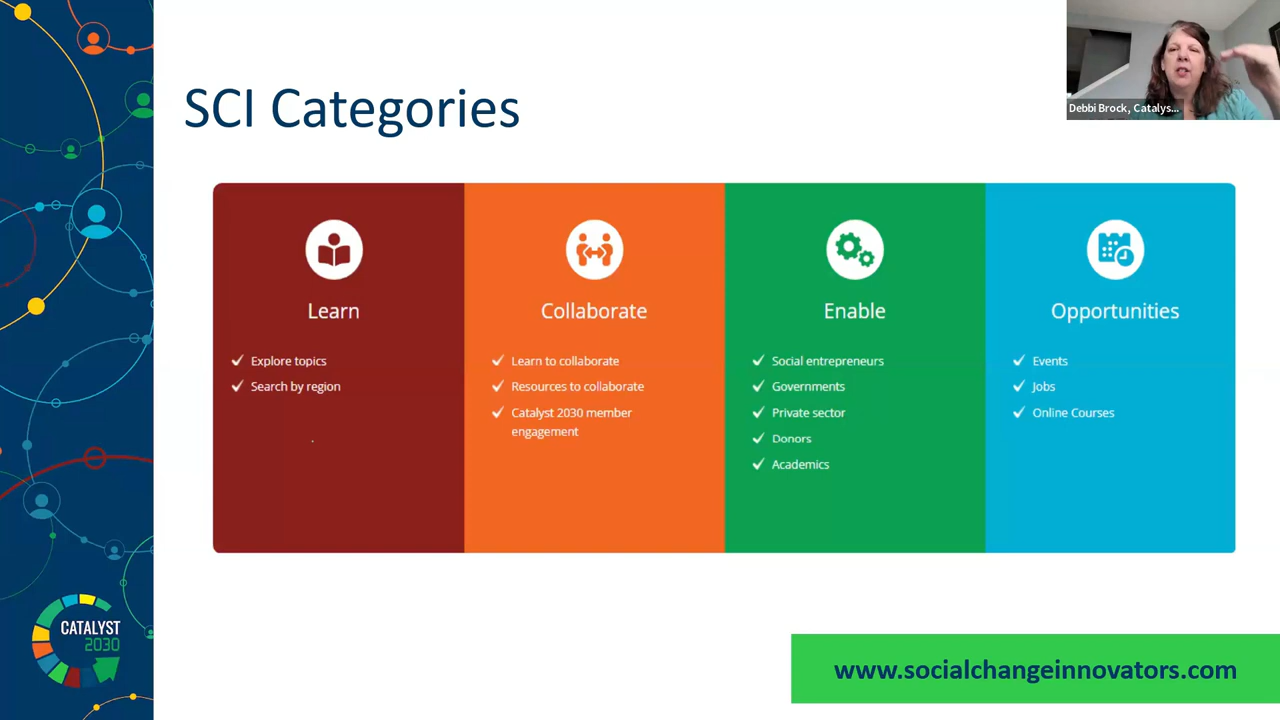 SCI Categories
Debbi Brock, Catalys...
Learn
Explore topics
Search by region
Collaborate
Learn to collaborate
Resources to collaborate
Catalyst 2030 member
engagement
Enable
Social entrepreneurs
Governments
Private sector
Donors
Academics
Opportunities
Events
Jobs
Online Courses
CATALYST
2030
www.socialchangeinnovators.com